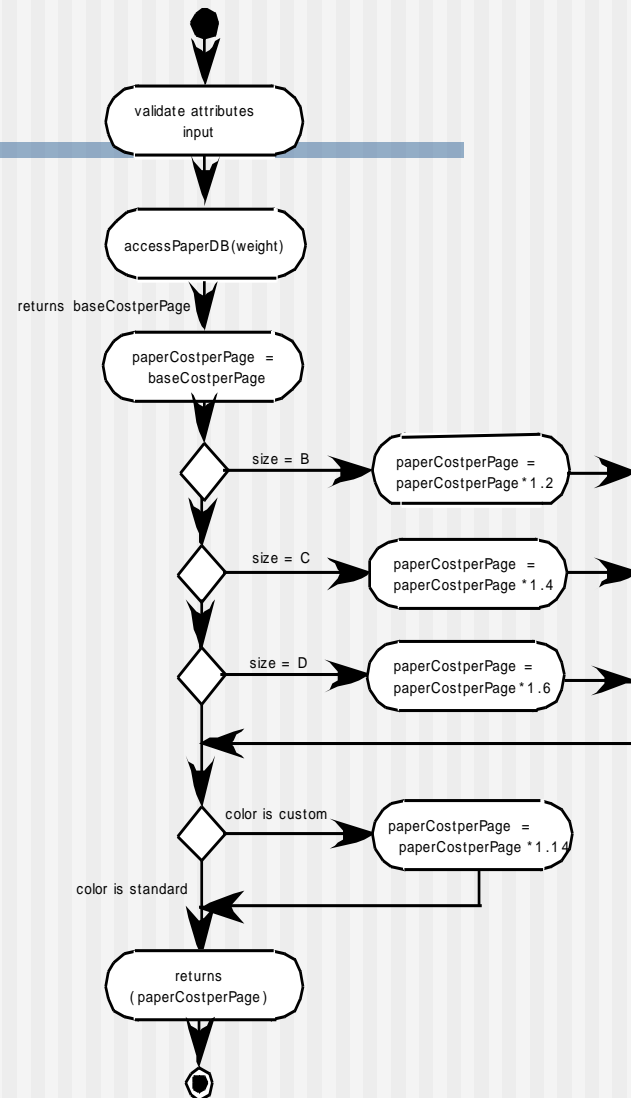 validate attributes
input
accessPaperDB(weight)
returns baseCostperPage
paperCostperPage =
baseCostperPage
size = B
paperCostperPage =
paperCostperPage *1.2
size = C
paperCostperPage =
paperCostperPage *1.4
size = D
paperCostperPage =
paperCostperPage *1.6
color is custom
paperCostperPage =
paperCostperPage *1.14
color is standard
returns
(paperCostperPage)